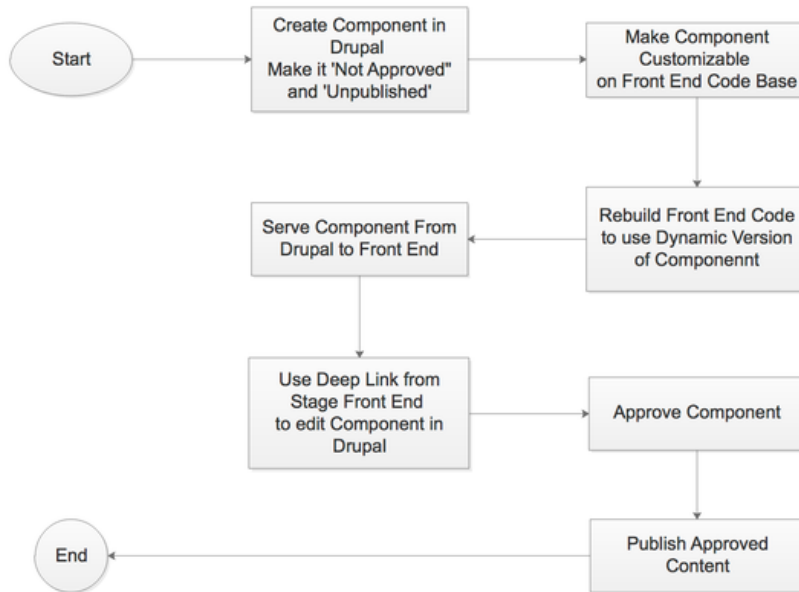 Start
Create Component in
Drupal
Make it 'Not Approved"
and 'Unpublished'
Make Component
Customizable
on Front End Code Base
Rebuild Front End Code
to use Dynamic Version
of Componennt
Serve Component From
Drupal to Front End
Use Deep Link from
Stage Front End
to edit Component in
Drupal
Approve Component
Publish Approved
Content
End